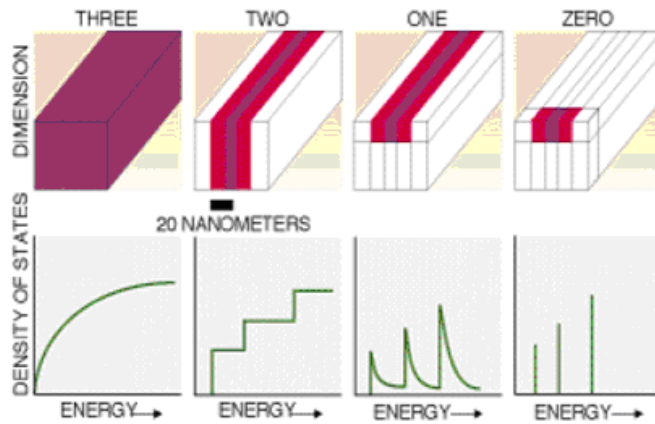 THREE TWO ONE ZERO
DIMENSION
20 NANOMETERS
DENSITY OF STATES
ENERGY ENERGY ENERGY ENERGY